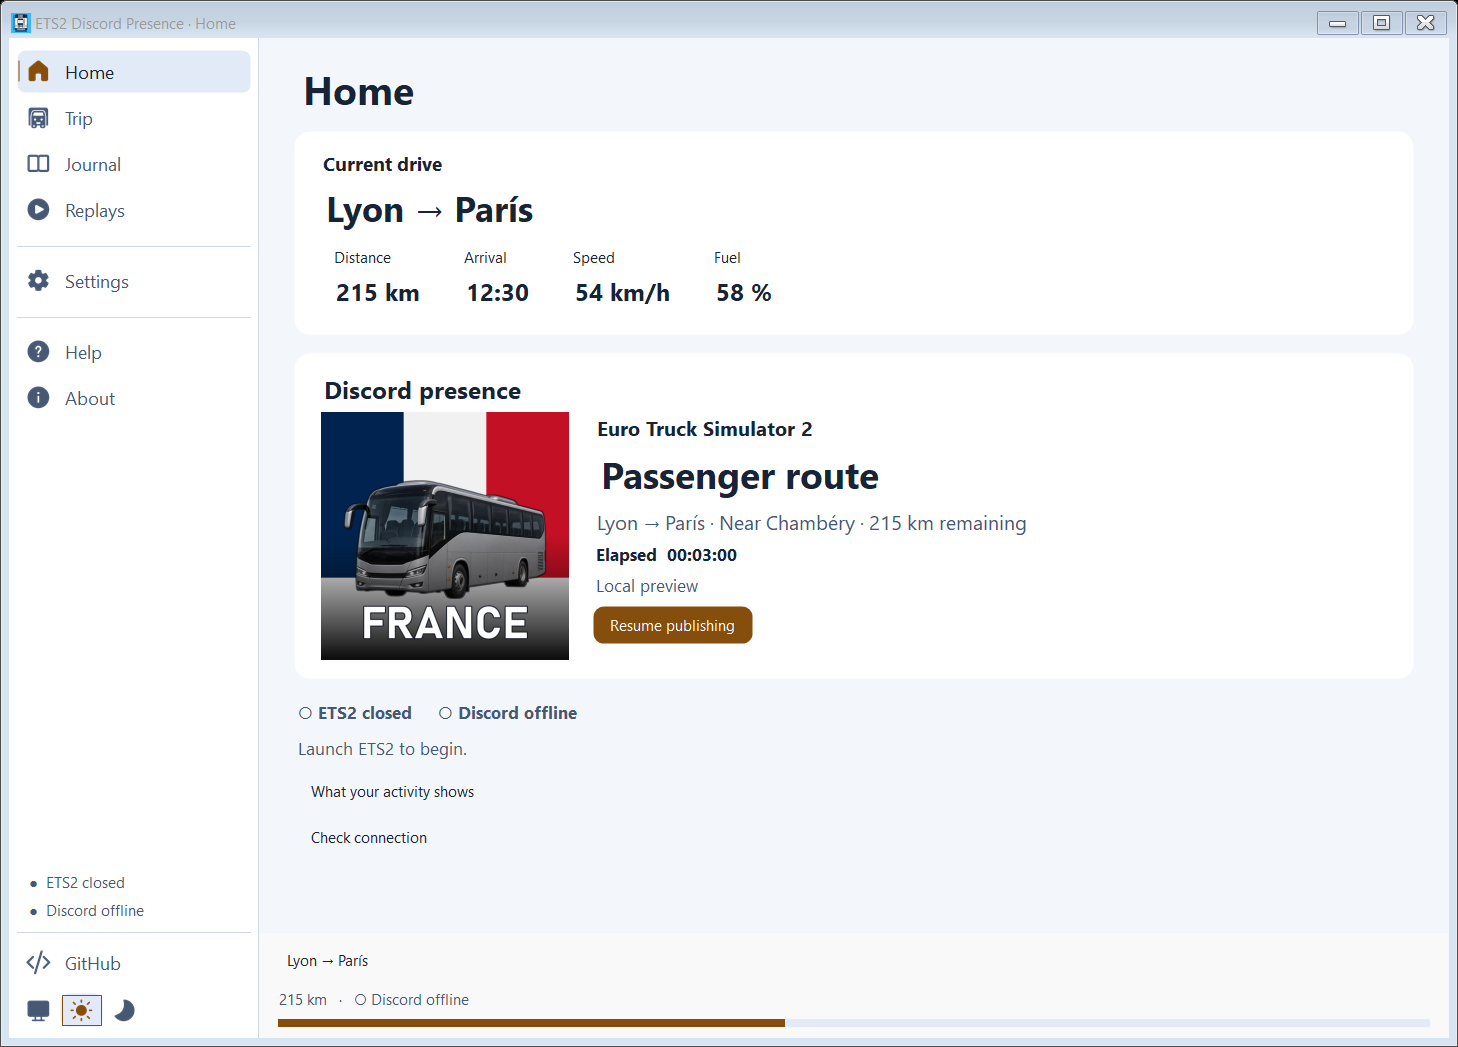 ETS2 Discord Presence · Home
Home
Trip
Journal
Replays
Settings
Help
About
ETS2 closed
Discord offline
GitHub
Home
Current drive
Lyon → París
Distance Arrival Speed Fuel
215 km 12:30 54 km/h 58 %
Discord presence
FRANCE
Euro Truck Simulator 2
Passenger route
Lyon → París · Near Chambéry · 215 km remaining
Elapsed 00:03:00
Local preview
Resume publishing
ETS2 closed Discord offline
Launch ETS2 to begin.
What your activity shows
Check connection
Lyon → París
215 km · Discord offline